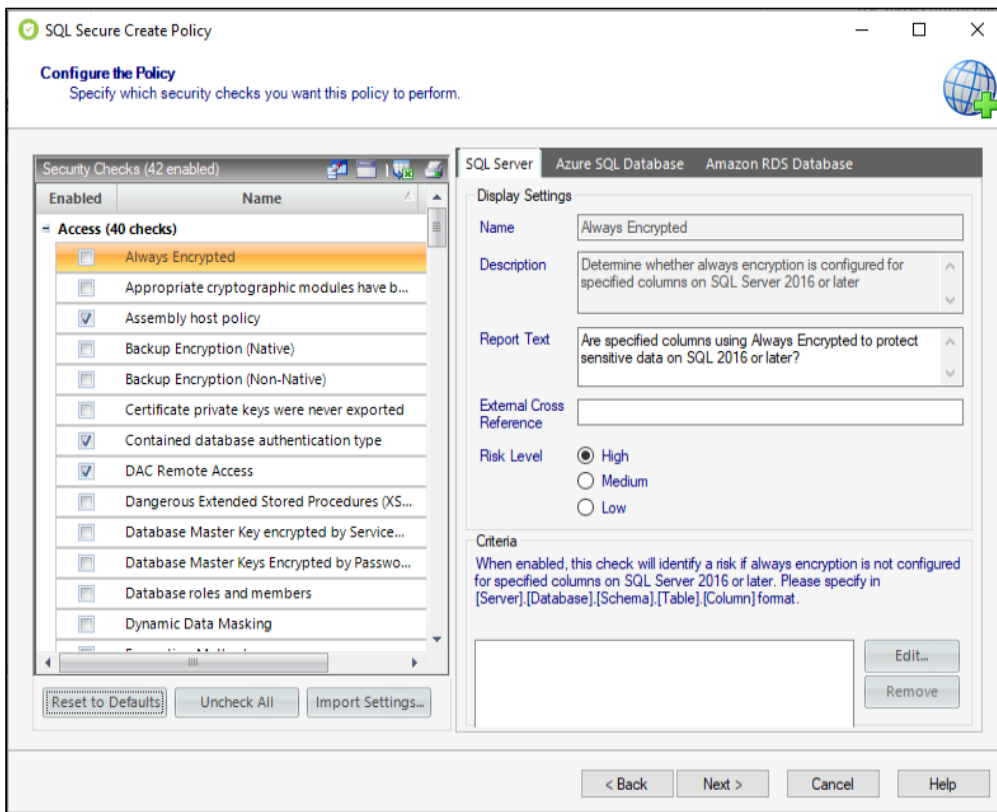 SQL Secure Create Policy
Configure the Policy
Specify which security checks you want this policy to perform.
Security Checks (42 enabled)
Enabled Name
Access (40 checks)
Always Encrypted
Appropriate cryptographic modules have b...
Assembly host policy
Backup Encryption (Native)
Backup Encryption (Non-Native)
Certificate private keys were never exported
Contained database authentication type
DAC Remote Access
Dangerous Extended Stored Procedures (XS...
Database Master Key encrypted by Service...
Database Master Keys Encrypted by Passwo...
Database roles and members
Dynamic Data Masking
Reset to Defaults Uncheck All Import Settings...
SQL Server Azure SQL Database Amazon RDS Database
Display Settings
Name Always Encrypted
Description Determine whether always encryption is configured for
specified columns on SQL Server 2016 or later
Report Text Are specified columns using Always Encrypted to protect
sensitive data on SQL 2016 or later?
External Cross
Reference
Risk Level High
Medium
Low
Criteria
When enabled, this check will identify a risk if always encryption is not configured
for specified columns on SQL Server 2016 or later. Please specify in
[Server].[Database].[Schema].[Table].[Column] format.
Edit...
Remove
< Back Next > Cancel Help